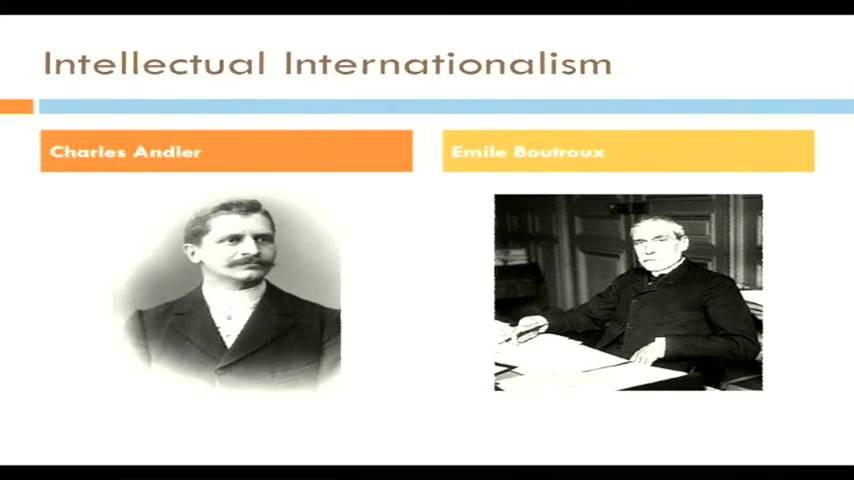 Intellectual Internationalism
Charles Andler
Emile Boutroux